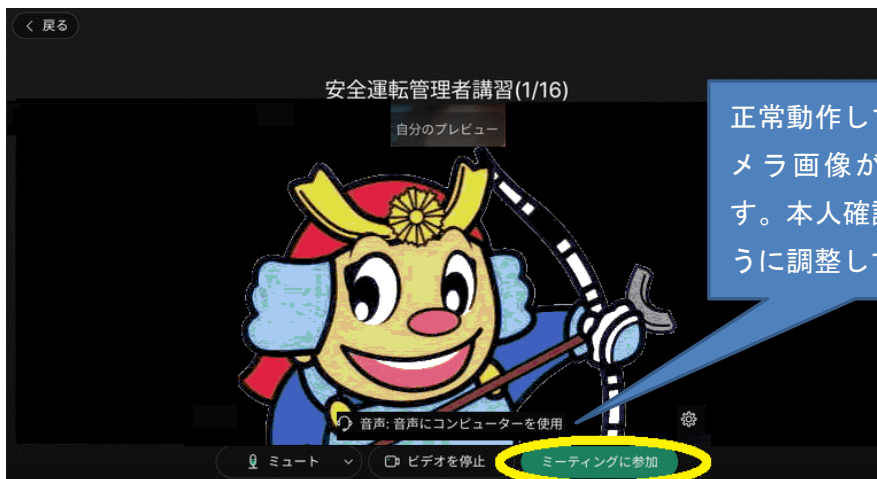 戻る
安全運転管理者講習(1/16)
自分のプレビュー
正常動作して
メラ画像が
す。本人確認
うに調整して
音声: 音声にコンピューターを使用
ミュート
ビデオを停止
ミーティングに参加